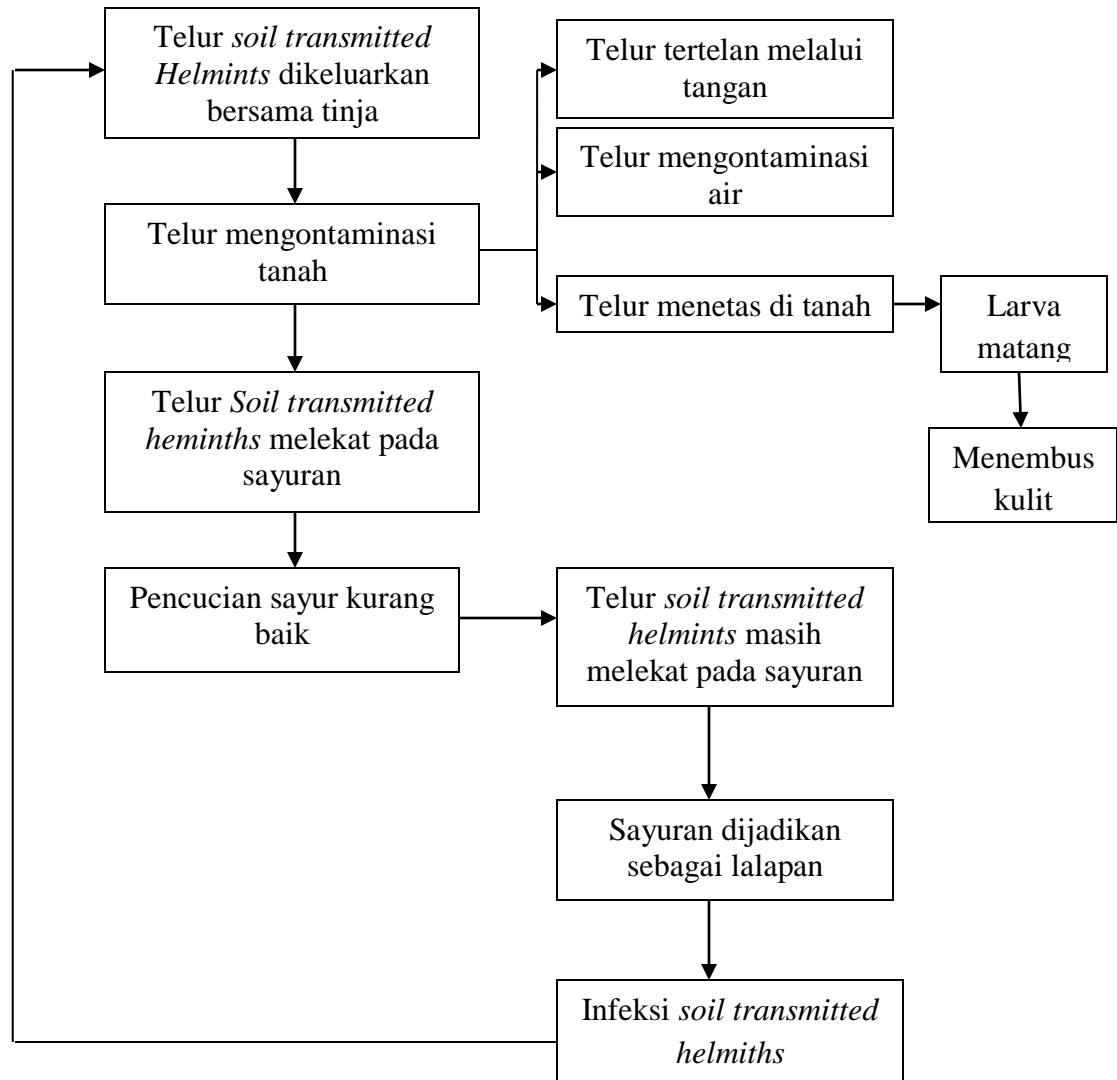 Telur soil transmitted
Helmints dikeluarkan
bersama tinja
Telur tertelan melalui
tangan
Telur mengontaminasi
air
Telur mengontaminasi
tanah
Telur menetas di tanah
Larva
matang
Menembus
kulit
Telur Soil transmitted
heminths melekat pada
sayuran
Pencucian sayur kurang
baik
Telur soil transmitted
helmints masih
melekat pada sayuran
Sayuran dijadikan
sebagai lalapan
Infeksi soil transmitted
helmiths